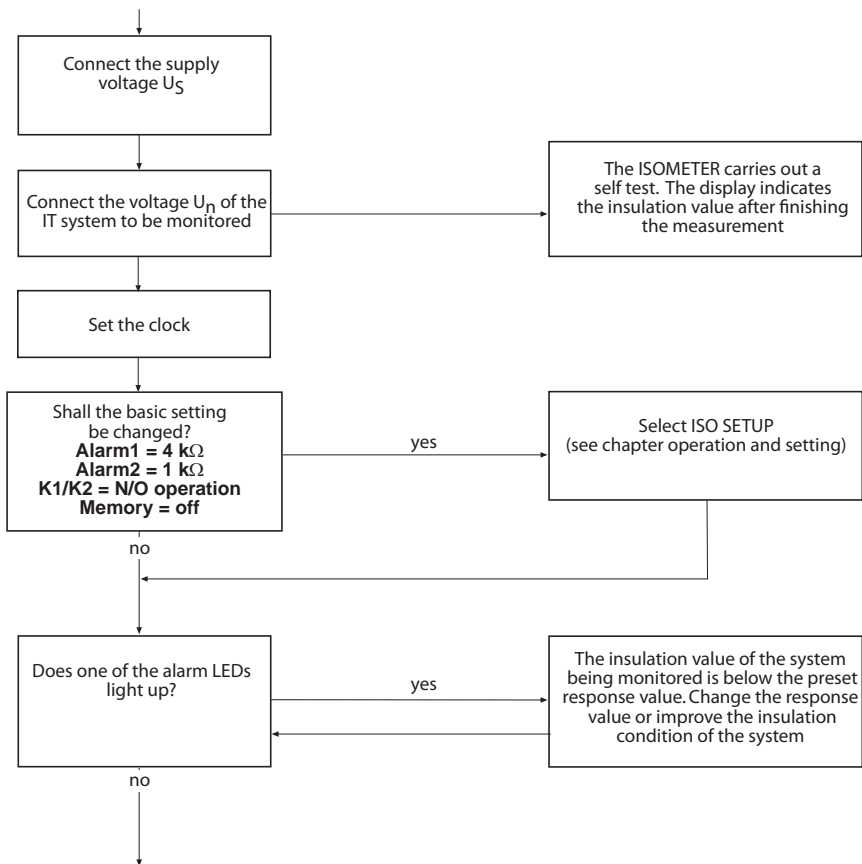 Connect the supply
voltage US
Connect the voltage Un of the
IT system to be monitored
The ISOMETER carries out a
self test. The display indicates
the insulation value after finishing
the measurement
Set the clock
Shall the basic setting
be changed?
Alarm1 = 4 kΩ
Alarm2 = 1 kΩ
K1/K2 = N/O operation
Memory = off
yes
Select ISO SETUP
(see chapter operation and setting)
no
Does one of the alarm LEDs
light up?
yes
The insulation value of the system
being monitored is below the preset
response value. Change the response
value or improve the insulation
condition of the system
no